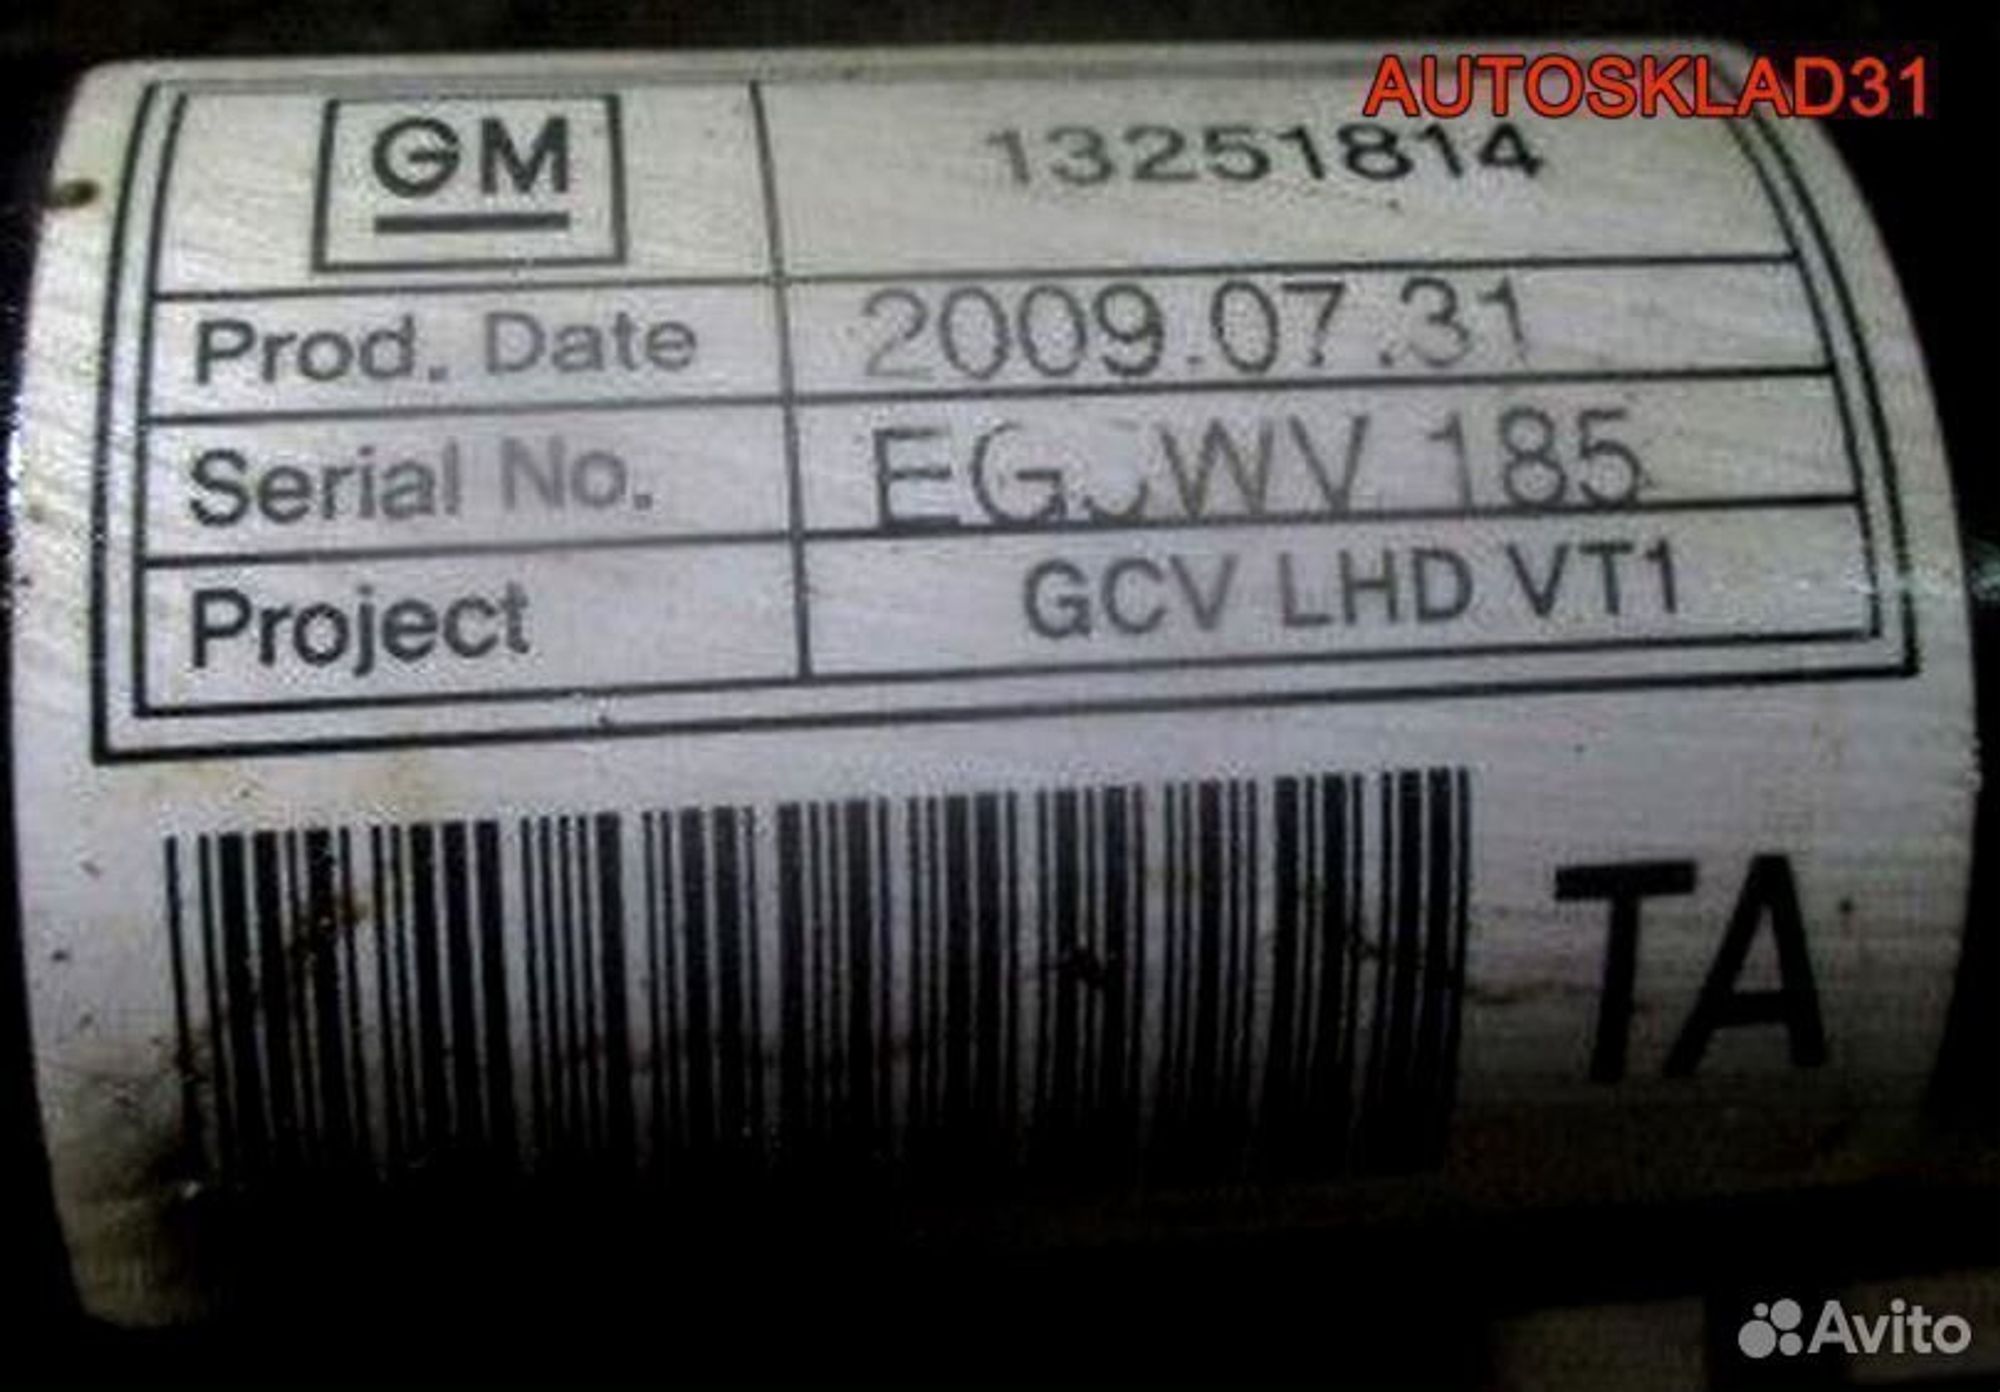 AUTOSKLAD31
GM 13251814
Prod. Date 2009.07.31
Serial No. 185
Project GCV LHD VT1
TA
Avito